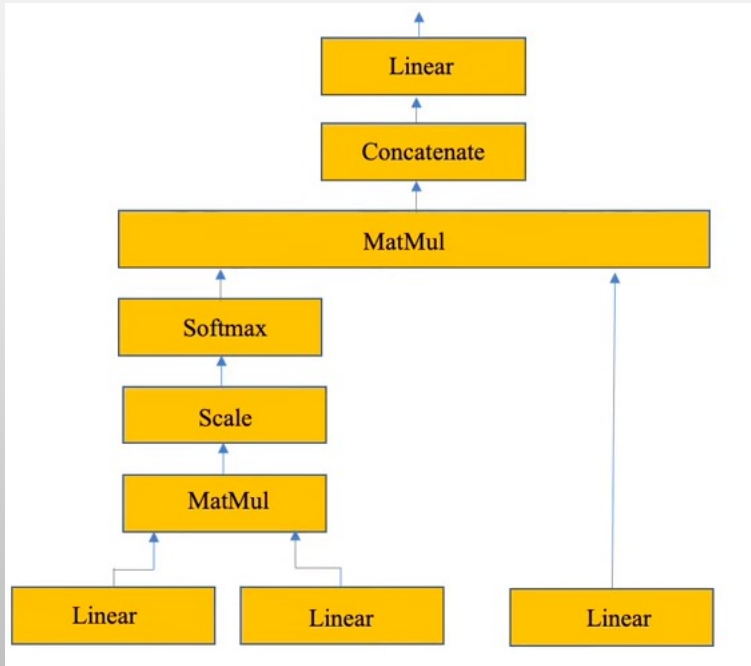 Linear
Concatenate
MatMul
Softmax
Scale
MatMul
Linear
Linear
Linear